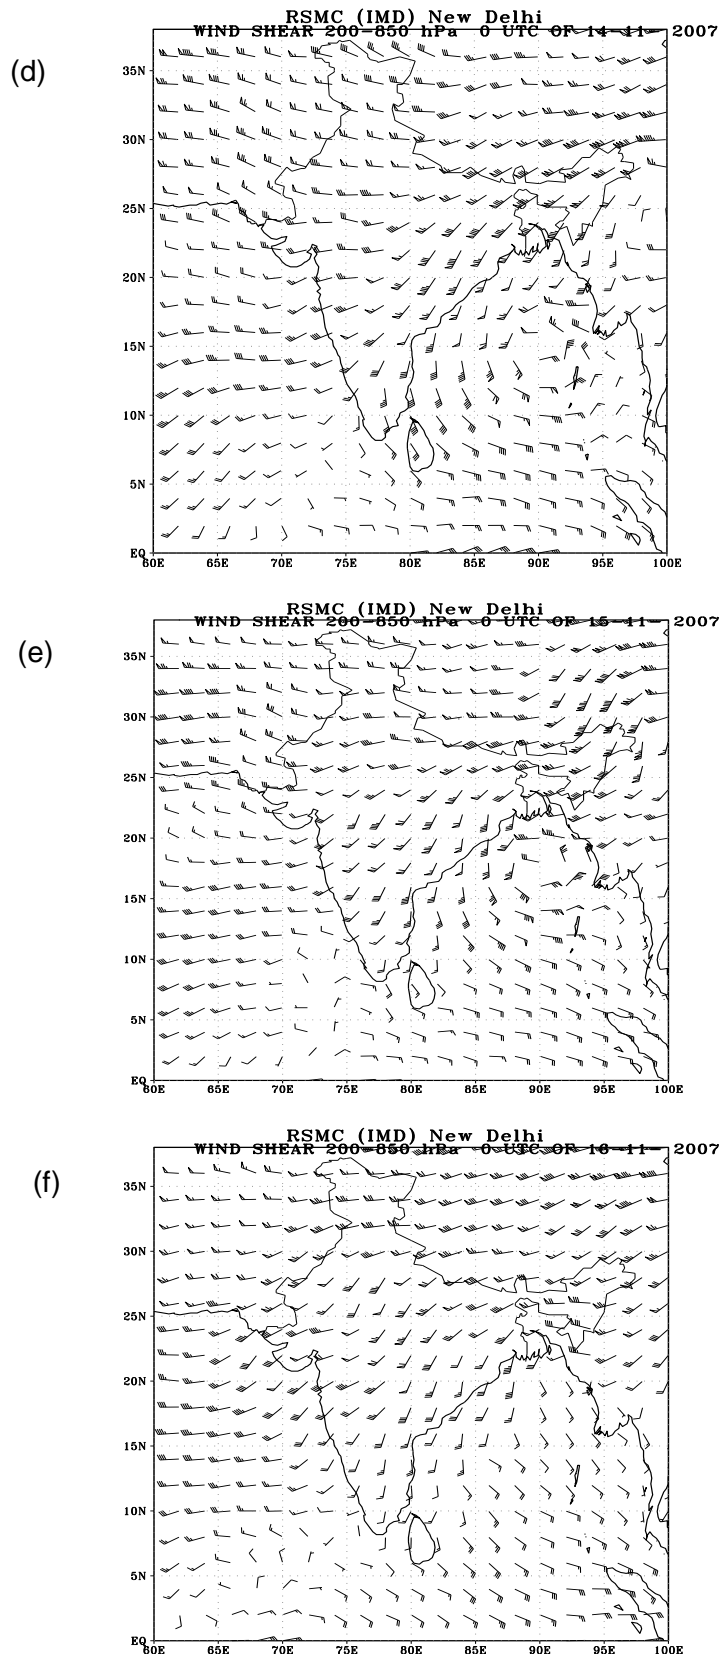 (d)
RSMC (IMD) New Delhi
WIND SHEAR 200-850 hPa 0 UTC OF 14-11- 2007
35N
30N
25N
20N
15N
10N
5N
EQ
60E 65E 70E 75E 80E 85E 90E 95E 100E
(e)
RSMC (IMD) New Delhi
WIND SHEAR 200-850 hPa 0 UTC OF 15-11- 2007
35N
30N
25N
20N
15N
10N
5N
EQ
60E 65E 70E 75E 80E 85E 90E 95E 100E
(f)
RSMC (IMD) New Delhi
WIND SHEAR 200-850 hPa 0 UTC OF 16-11- 2007
35N
30N
25N
20N
15N
10N
5N
EQ
60E 65E 70E 75E 80E 85E 90E 95E 100E